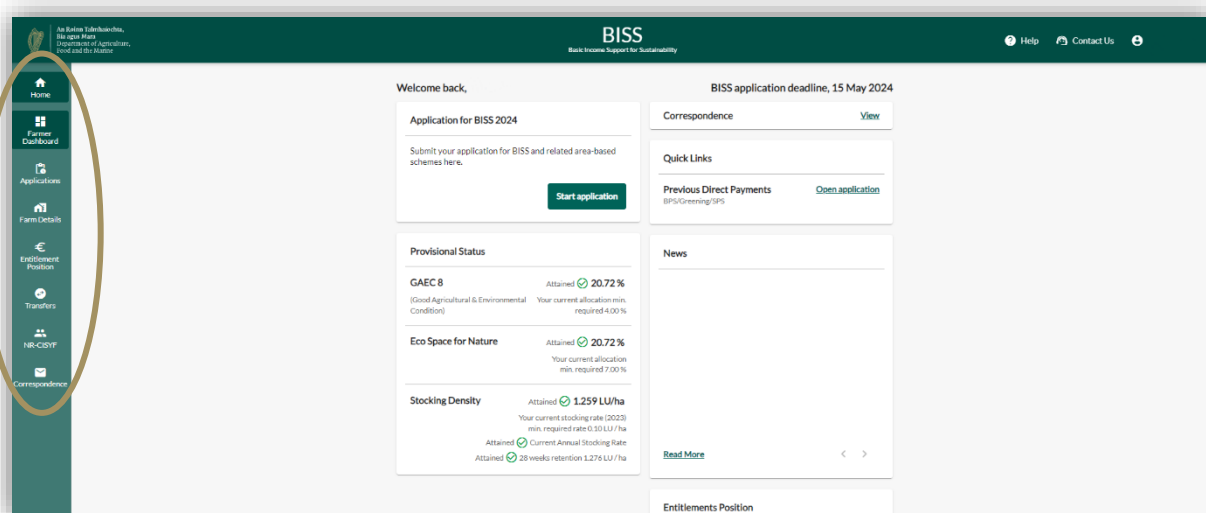 An Roinn Talmhaíochta,
Bia agus Mara
Department of Agriculture,
Food and the Marine
BISS
Basic Income Support for Sustainability
Help
Contact Us
Home
Farmer
Dashboard
Applications
Farm Details
Entitlement
Position
Transfers
NR-CISYF
Correspondence
Welcome back,
BISS application deadline, 15 May 2024
Application for BISS 2024
Submit your application for BISS and related area-based
schemes here.
Start application
Correspondence View
Quick Links
Previous Direct Payments Open application
BPS/Greening/SPS
Provisional Status
GAEC 8 Attained 20.72 %
(Good Agricultural & Environmental Your current allocation min.
Condition) required 4.00 %
Eco Space for Nature Attained 20.72 %
Your current allocation
min. required 7.00 %
Stocking Density Attained 1.259 LU/ha
Your current stocking rate (2023)
min. required rate 0.10 LU / ha
Attained Current Annual Stocking Rate
Attained 28 weeks retention 1.276 LU / ha
News
Read More
Entitlements Position